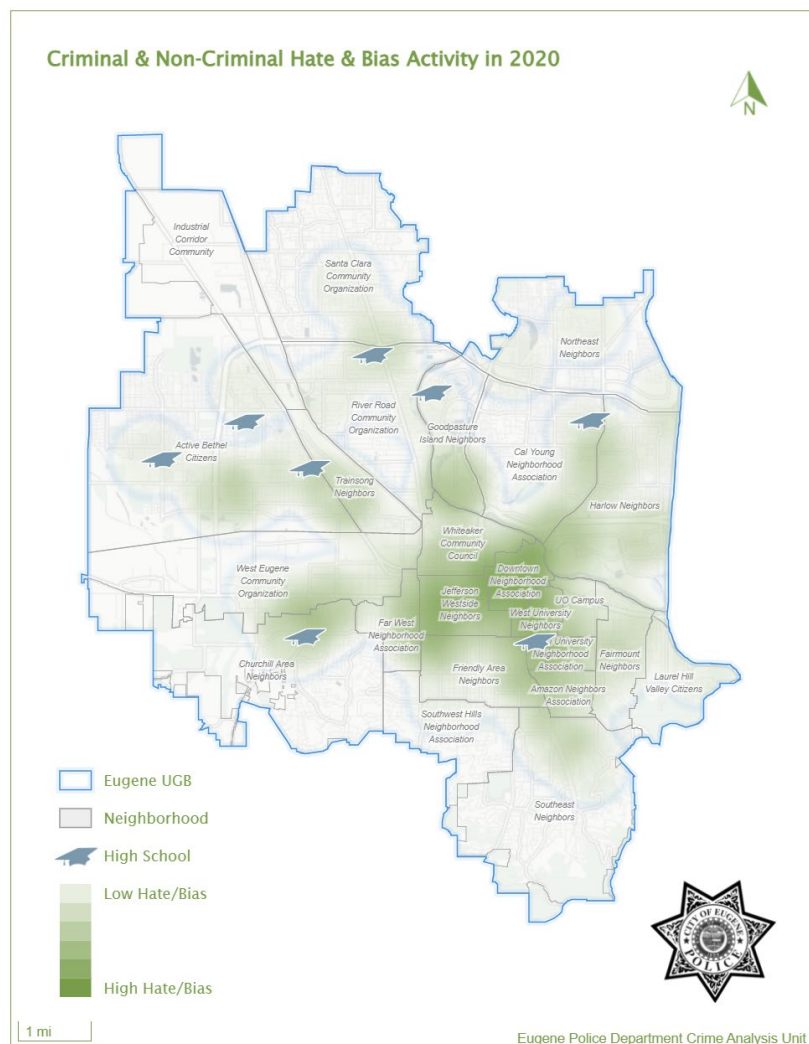 Criminal & Non-Criminal Hate & Bias Activity in 2020
N
Industrial
Corridor
Community
Santa Clara
Community
Organization
Northeast
Neighbors
River Road
Community
Organization
Goodpasture
Island Neighbors
Active Bethel
Citizens
Cal Young
Neighborhood
Association
Trainsong
Neighbors
Harlow Neighbors
Whiteaker
Community
Council
West Eugene
Community
Organization
Downtown
Neighborhood
Association
Jefferson
Westside
Neighbors
UO Campus
West University
Neighbors
Far West
Neighborhood
Association
University
Neighborhood
Association
Fairmount
Neighbors
Churchill Area
Neighbors
Friendly Area
Neighbors
Laurel Hill
Valley Citizens
Amazon Neighbors
Association
Southwest Hills
Neighborhood
Association
Southeast
Neighbors
Eugene UGB
Neighborhood
High School
Low Hate/Bias
High Hate/Bias
CITY OF EUGENE
POLICE
1 mi
Eugene Police Department Crime Analysis Unit